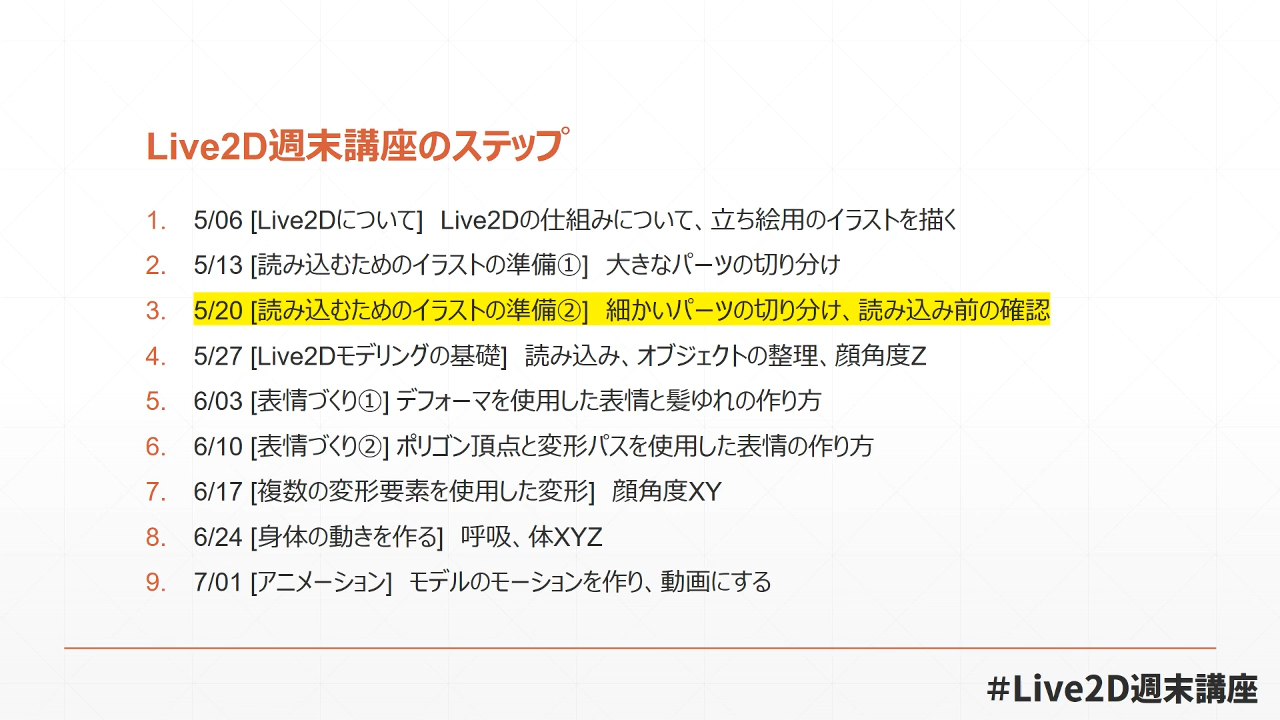 Live2D週末講座のステップ
1. 5/06 [Live2Dについて] Live2Dの仕組みについて、立ち絵用のイラストを描く
2. 5/13 [読み込むためのイラストの準備①] 大きなパーツの切り分け
3. 5/20 [読み込むためのイラストの準備②] 細かいパーツの切り分け、読み込み前の確認
4. 5/27 [Live2Dモデリングの基礎] 読み込み、オブジェクトの整理、顔角度Z
5. 6/03 [表情づくり①] デフォーマを使用した表情と髪ゆれの作り方
6. 6/10 [表情づくり②] ポリゴン頂点と変形パスを使用した表情の作り方
7. 6/17 [複数の変形要素を使用した変形] 顔角度XY
8. 6/24 [身体の動きを作る] 呼吸、体XYZ
9. 7/01 [アニメーション] モデルのモーションを作り、動画にする
#Live2D週末講座